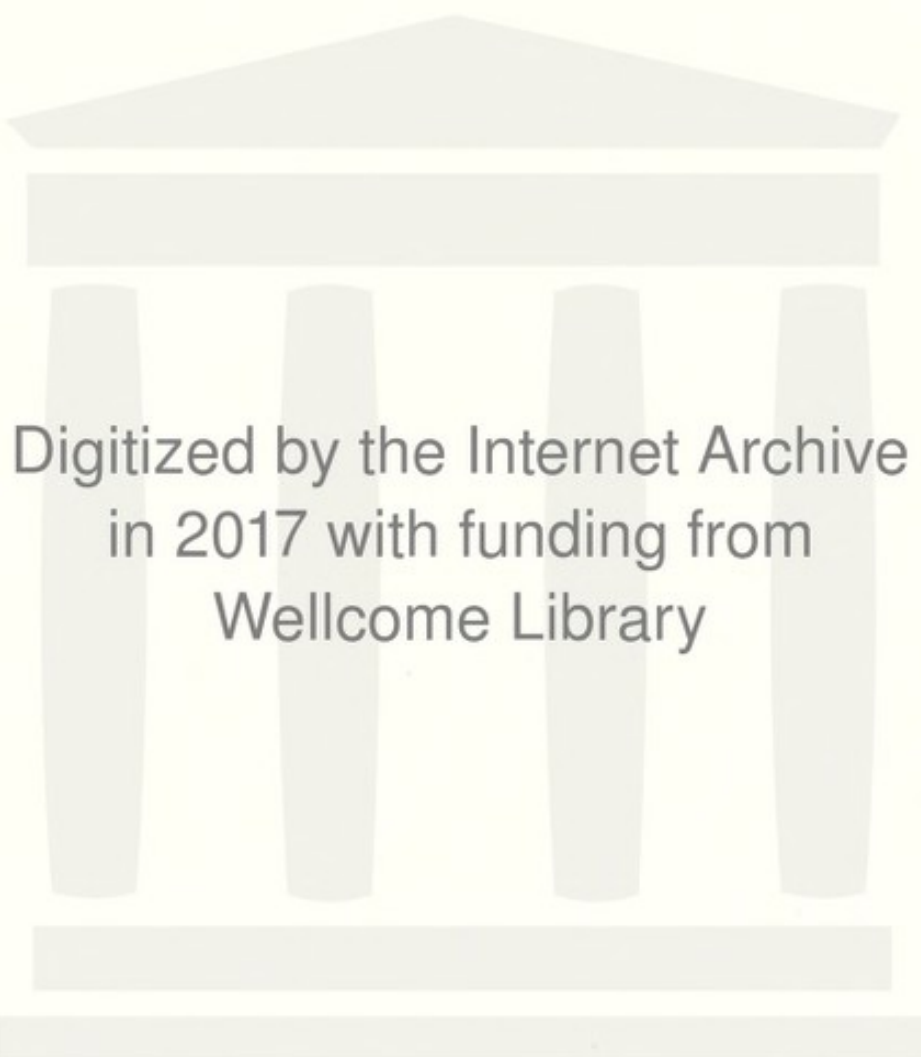 Digitized by the Internet Archive
in 2017 with funding from
Wellcome Library